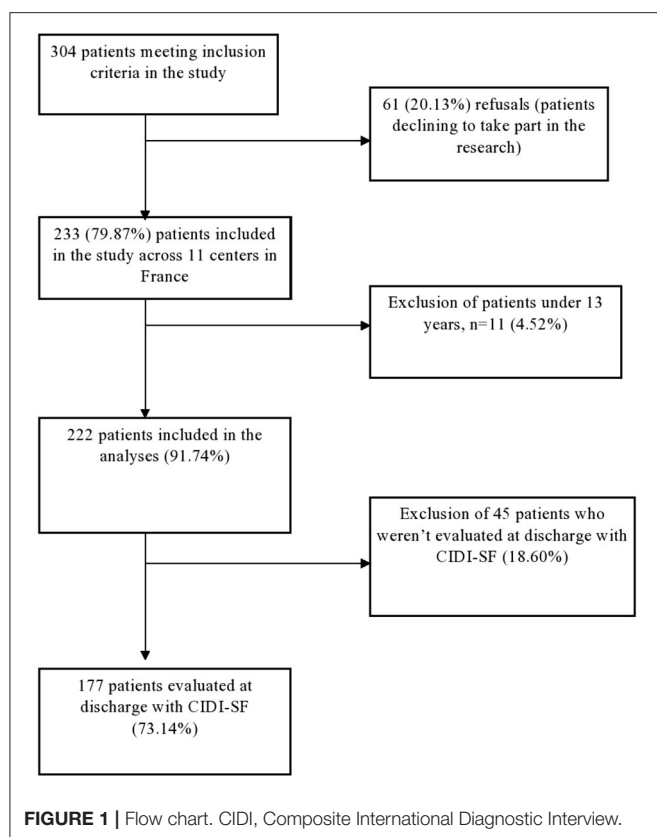 304 patients meeting inclusion
criteria in the study
61 (20.13%) refusals (patients
declining to take part in the
research)
233 (79.87%) patients included
in the study across 11 centers in
France
Exclusion of patients under 13
years, n=11 (4.52%)
222 patients included in the
analyses (91.74%)
Exclusion of 45 patients who
weren’t evaluated at discharge with
CIDI-SF (18.60%)
177 patients evaluated at
discharge with CIDI-SF
(73.14%)
FIGURE 1 | Flow chart. CIDI, Composite International Diagnostic Interview.